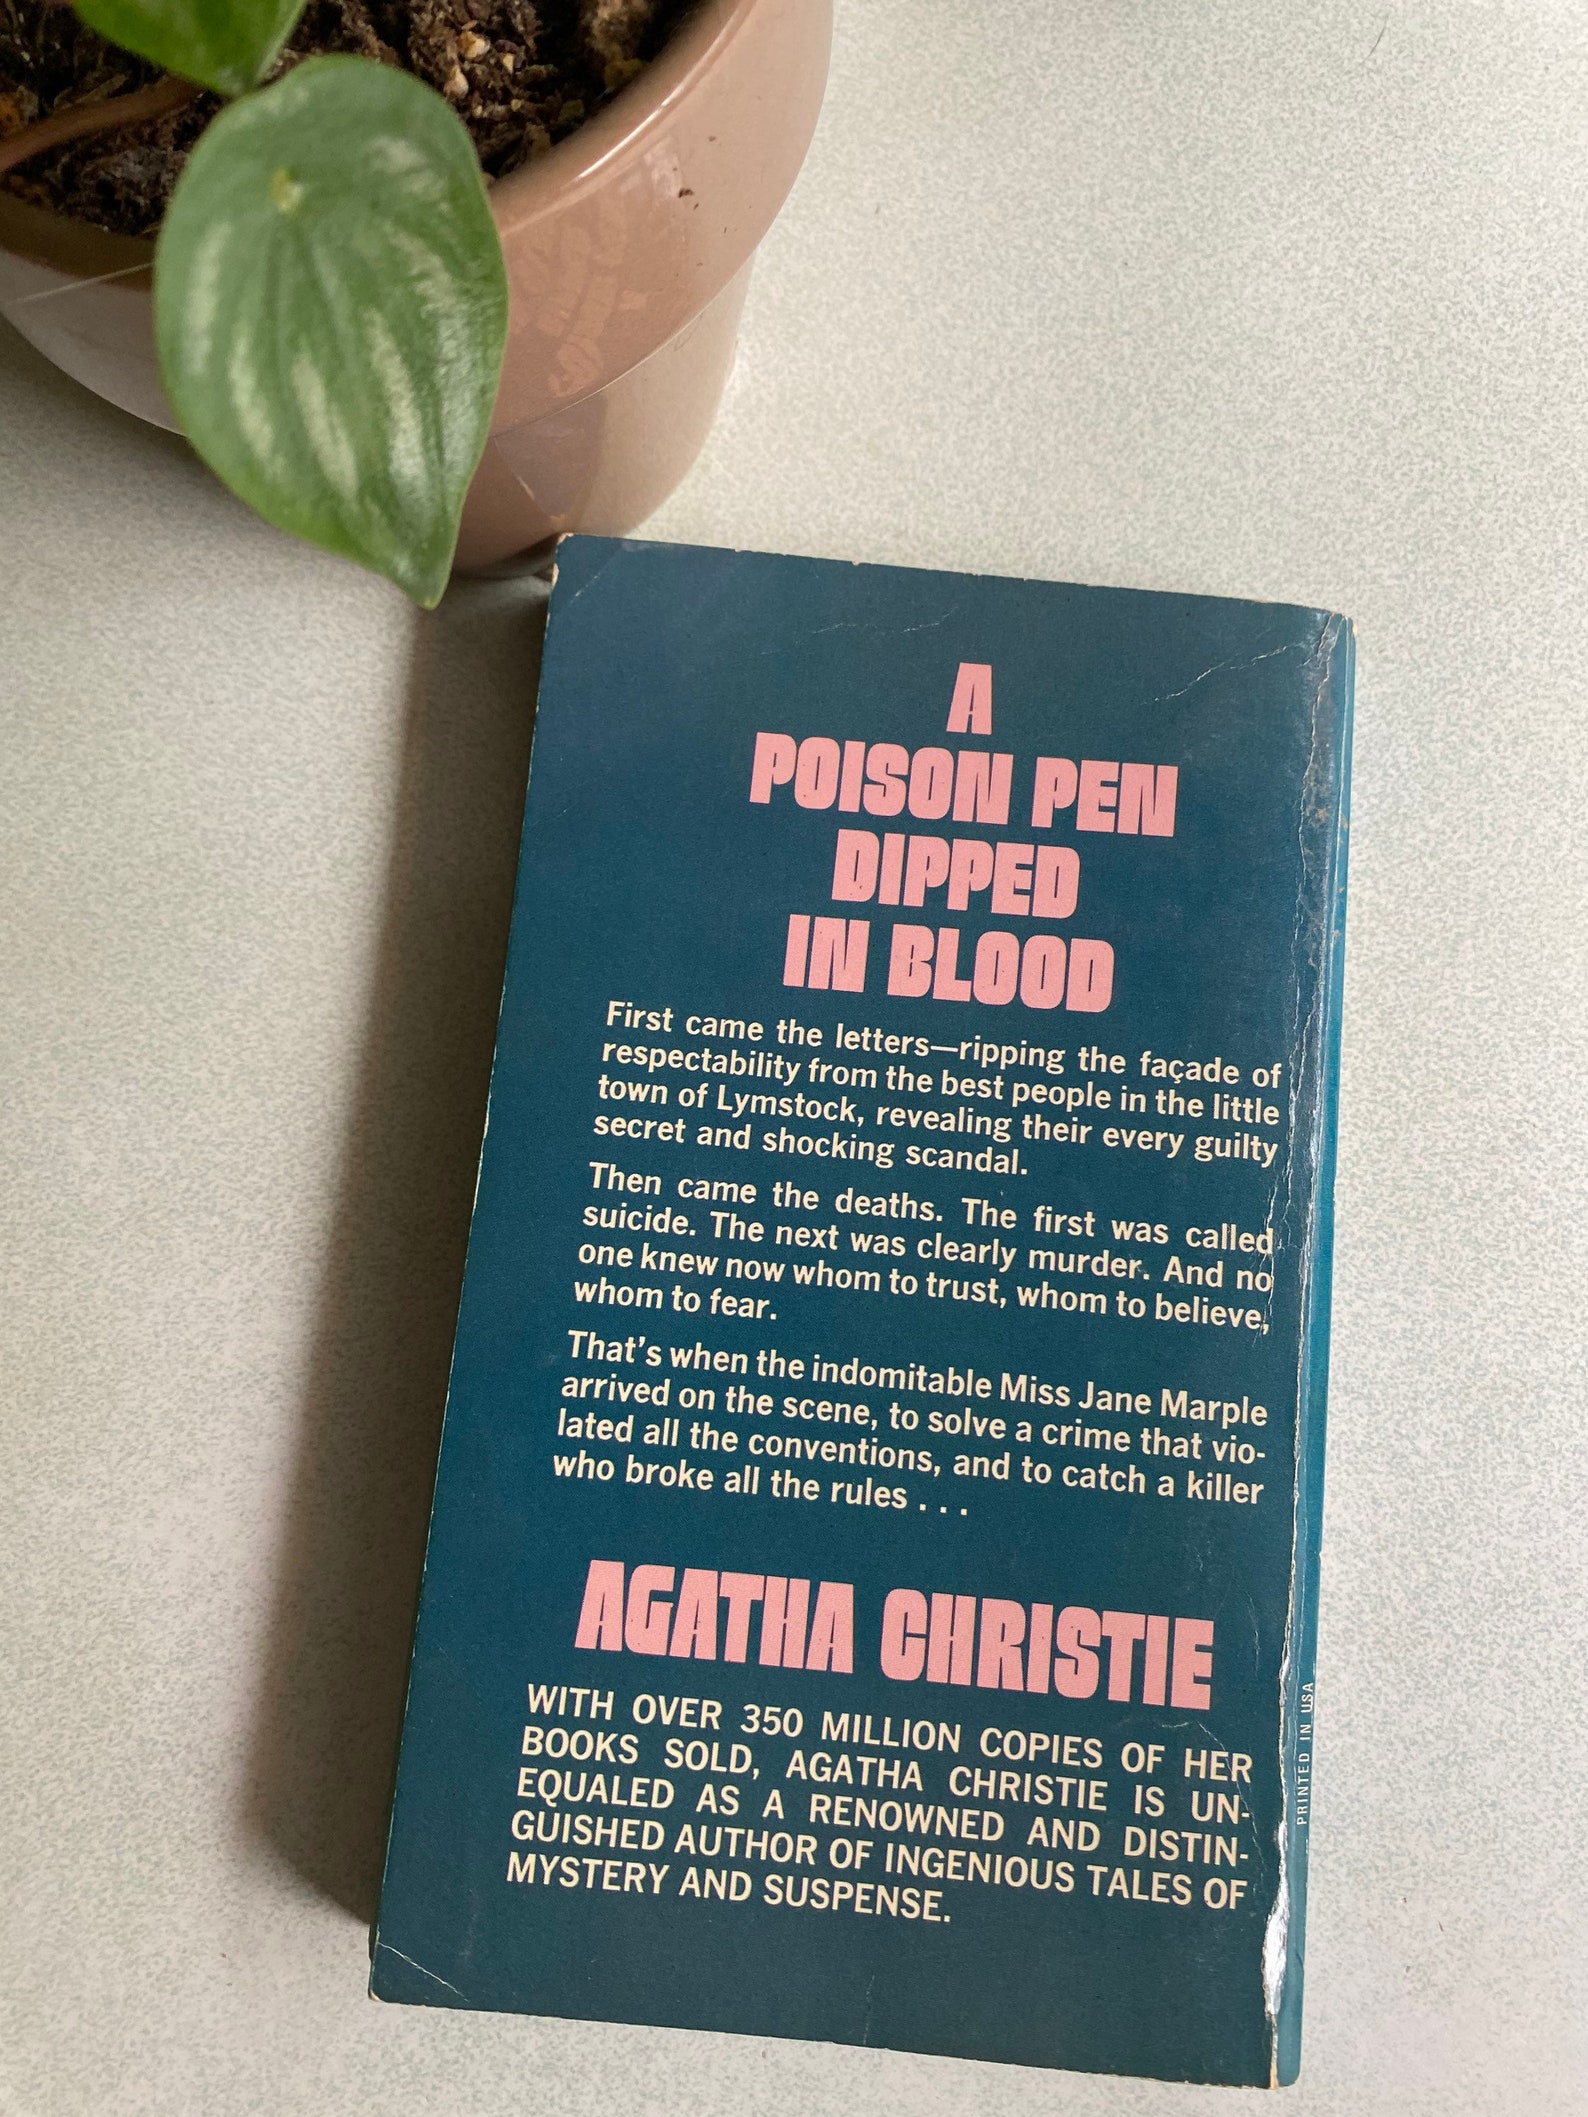 A
POISON PEN
DIPPED
IN BLOOD
First came the letters—ripping the façade of
respectability from the best people in the little
town of Lymstock, revealing their every guilty
secret and shocking scandal.
Then came the deaths. The first was called
suicide. The next was clearly murder. And no
one knew now whom to trust, whom to believe,
whom to fear.
That's when the indomitable Miss Jane Marple
arrived on the scene, to solve a crime that vio-
lated all the conventions, and to catch a killer
who broke all the rules . . .
AGATHA CHRISTIE
WITH OVER 350 MILLION COPIES OF HER
BOOKS SOLD, AGATHA CHRISTIE IS UN-
EQUALED AS A RENOWNED AND DISTIN-
GUISHED AUTHOR OF INGENIOUS TALES OF
MYSTERY AND SUSPENSE.
PRINTED IN USA